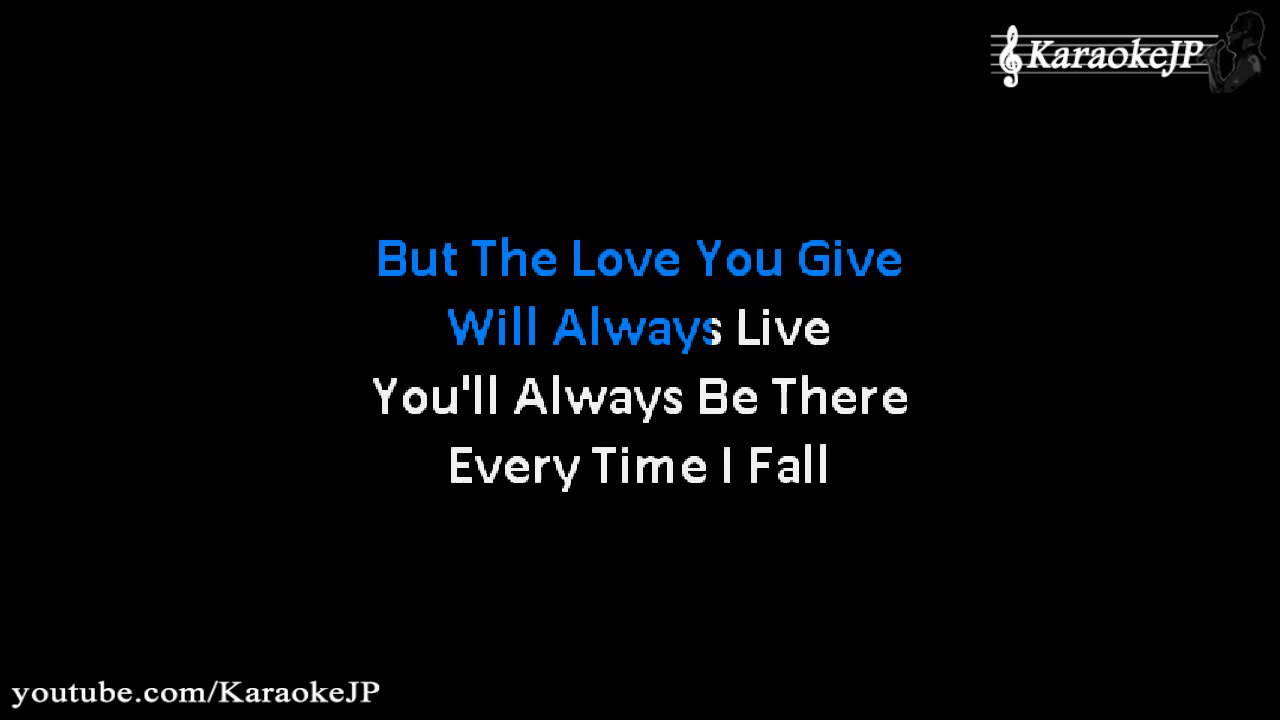 KaraokeJP
But The Love You Give
Will Always Live
You'll Always Be There
Every Time I Fall
youtube.com/KaraokeJP